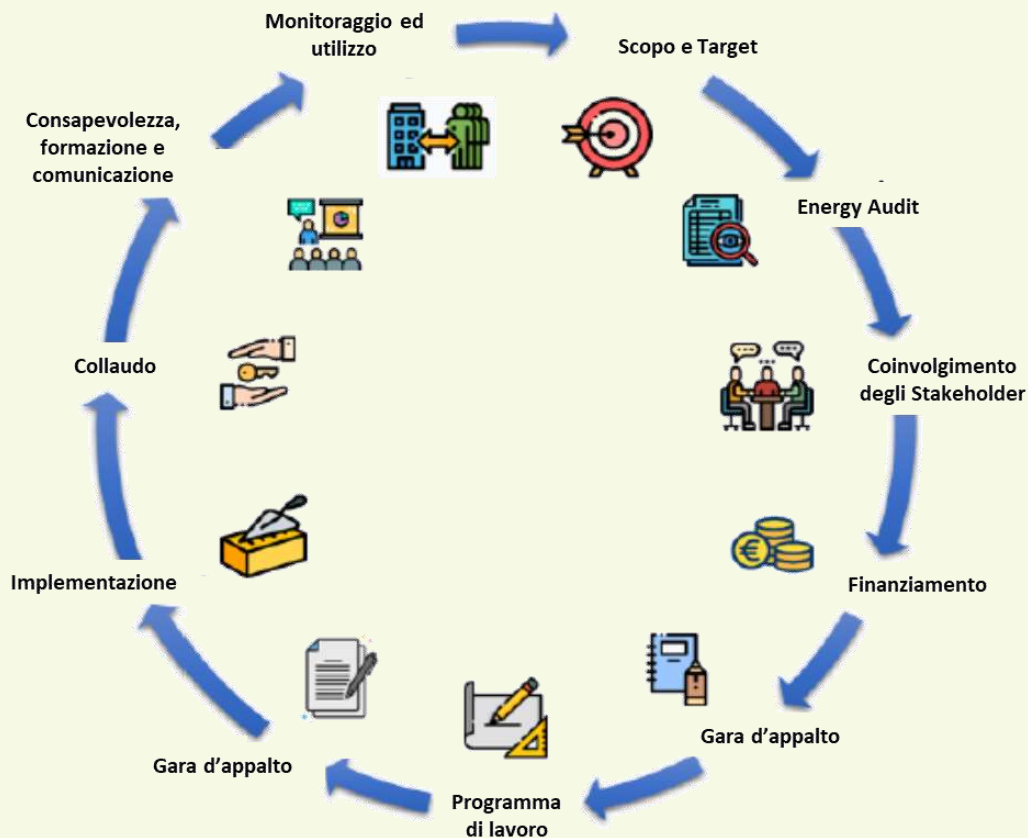 Monitoraggio ed
utilizzo
Scopo e Target
Energy Audit
Coinvolgimento
degli Stakeholder
Finanziamento
Gara d'appalto
Programma
di lavoro
Gara d'appalto
Implementazione
Collaudo
Consapevolezza,
formazione e
comunicazione